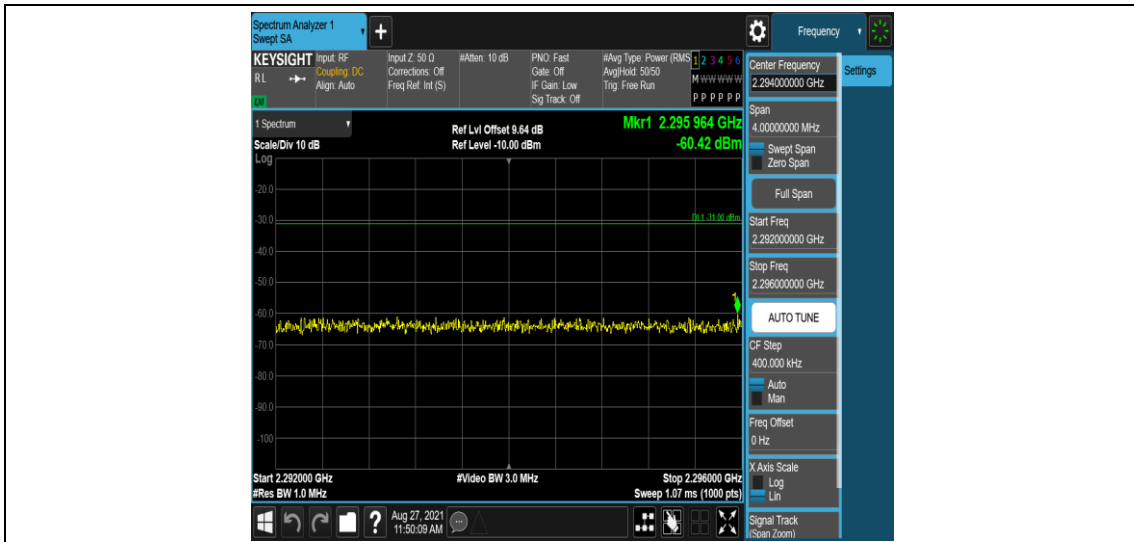 Spectrum Analyzer 1
Swept SA
+
Frequency
KEYSIGHT
RL
LM
Input: RF
Coupling: DC
Align: Auto
Input Z: 50 Ω
Corrections: Off
Freq Ref: Int (S)
#Atten: 10 dB
PNO: Fast
Gate: Off
IF Gain: Low
Sig Track: Off
#Avg Type: Power (RMS
Avg|Hold: 50/50
Trig: Free Run
1 2 3 4 5 6
M W W W W W
P P P P P P
1 Spectrum
Scale/Div 10 dB
Ref Lvl Offset 9.64 dB
Ref Level -10.00 dBm
Mkr1 2.295 964 GHz
-60.42 dBm
Log
-20.0
-30.0
-40.0
-50.0
-60.0
-70.0
-80.0
-90.0
-100
DL1 -31.00 dBm
1
Start 2.292000 GHz
#Res BW 1.0 MHz
#Video BW 3.0 MHz
Stop 2.296000 GHz
Sweep 1.07 ms (1000 pts)
Center Frequency
2.294000000 GHz
Settings
Span
4.00000000 MHz
Swept Span
Zero Span
Full Span
Start Freq
2.292000000 GHz
Stop Freq
2.296000000 GHz
AUTO TUNE
CF Step
400.000 kHz
Auto
Man
Freq Offset
0 Hz
X Axis Scale
Log
Lin
Signal Track
(Span Zoom)
?
Aug 27, 2021
11:50:09 AM